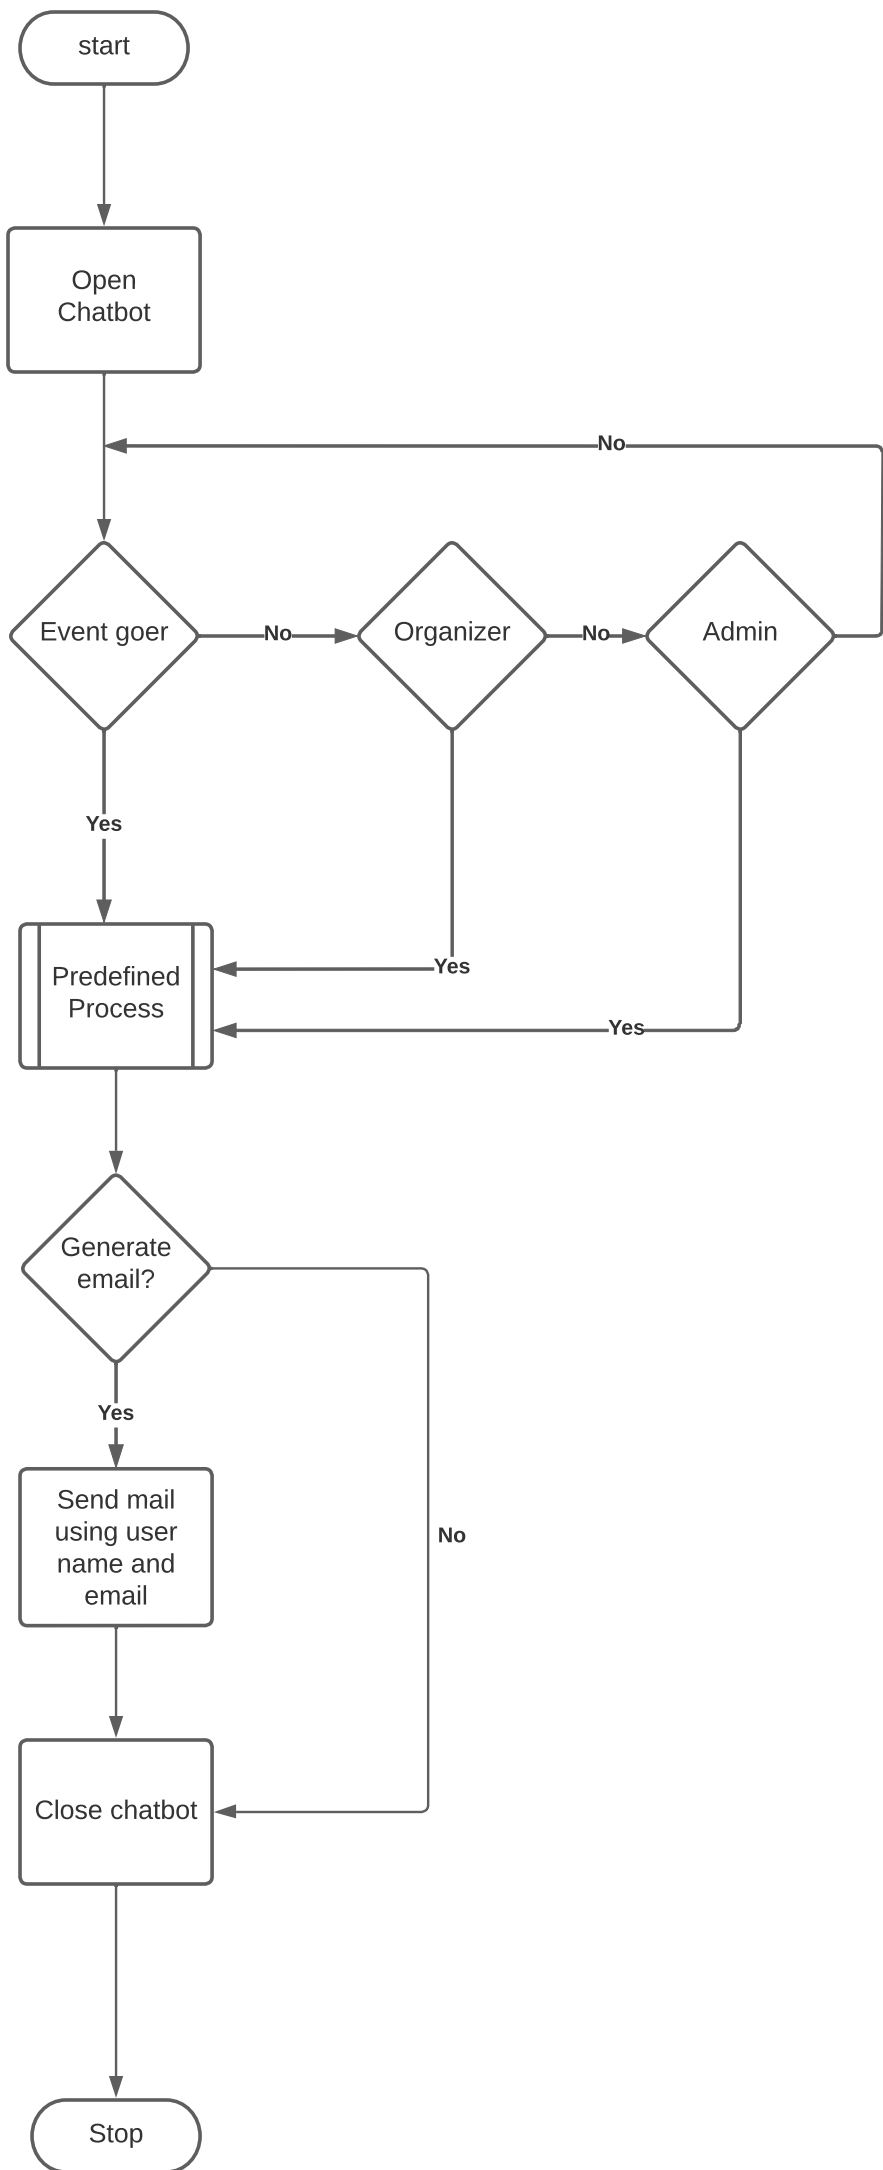 start
Open
Chatbot
No
Event goer
No
Organizer
No
Admin
Yes
Predefined
Process
Yes
Yes
Generate
email?
Yes
Send mail
using user
name and
email
No
Close chatbot
Stop